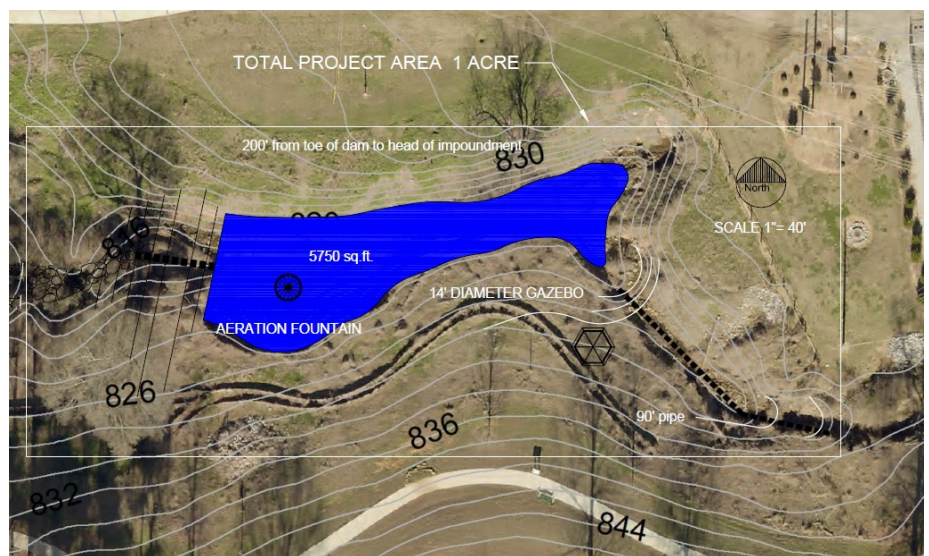 TOTAL PROJECT AREA 1 ACRE
200' from toe of dam to head of impoundment
830
North
SCALE 1"= 40'
816
5750 sq.ft.
14' DIAMETER GAZEBO
AERATION FOUNTAIN
826
836
90' pipe
832
844